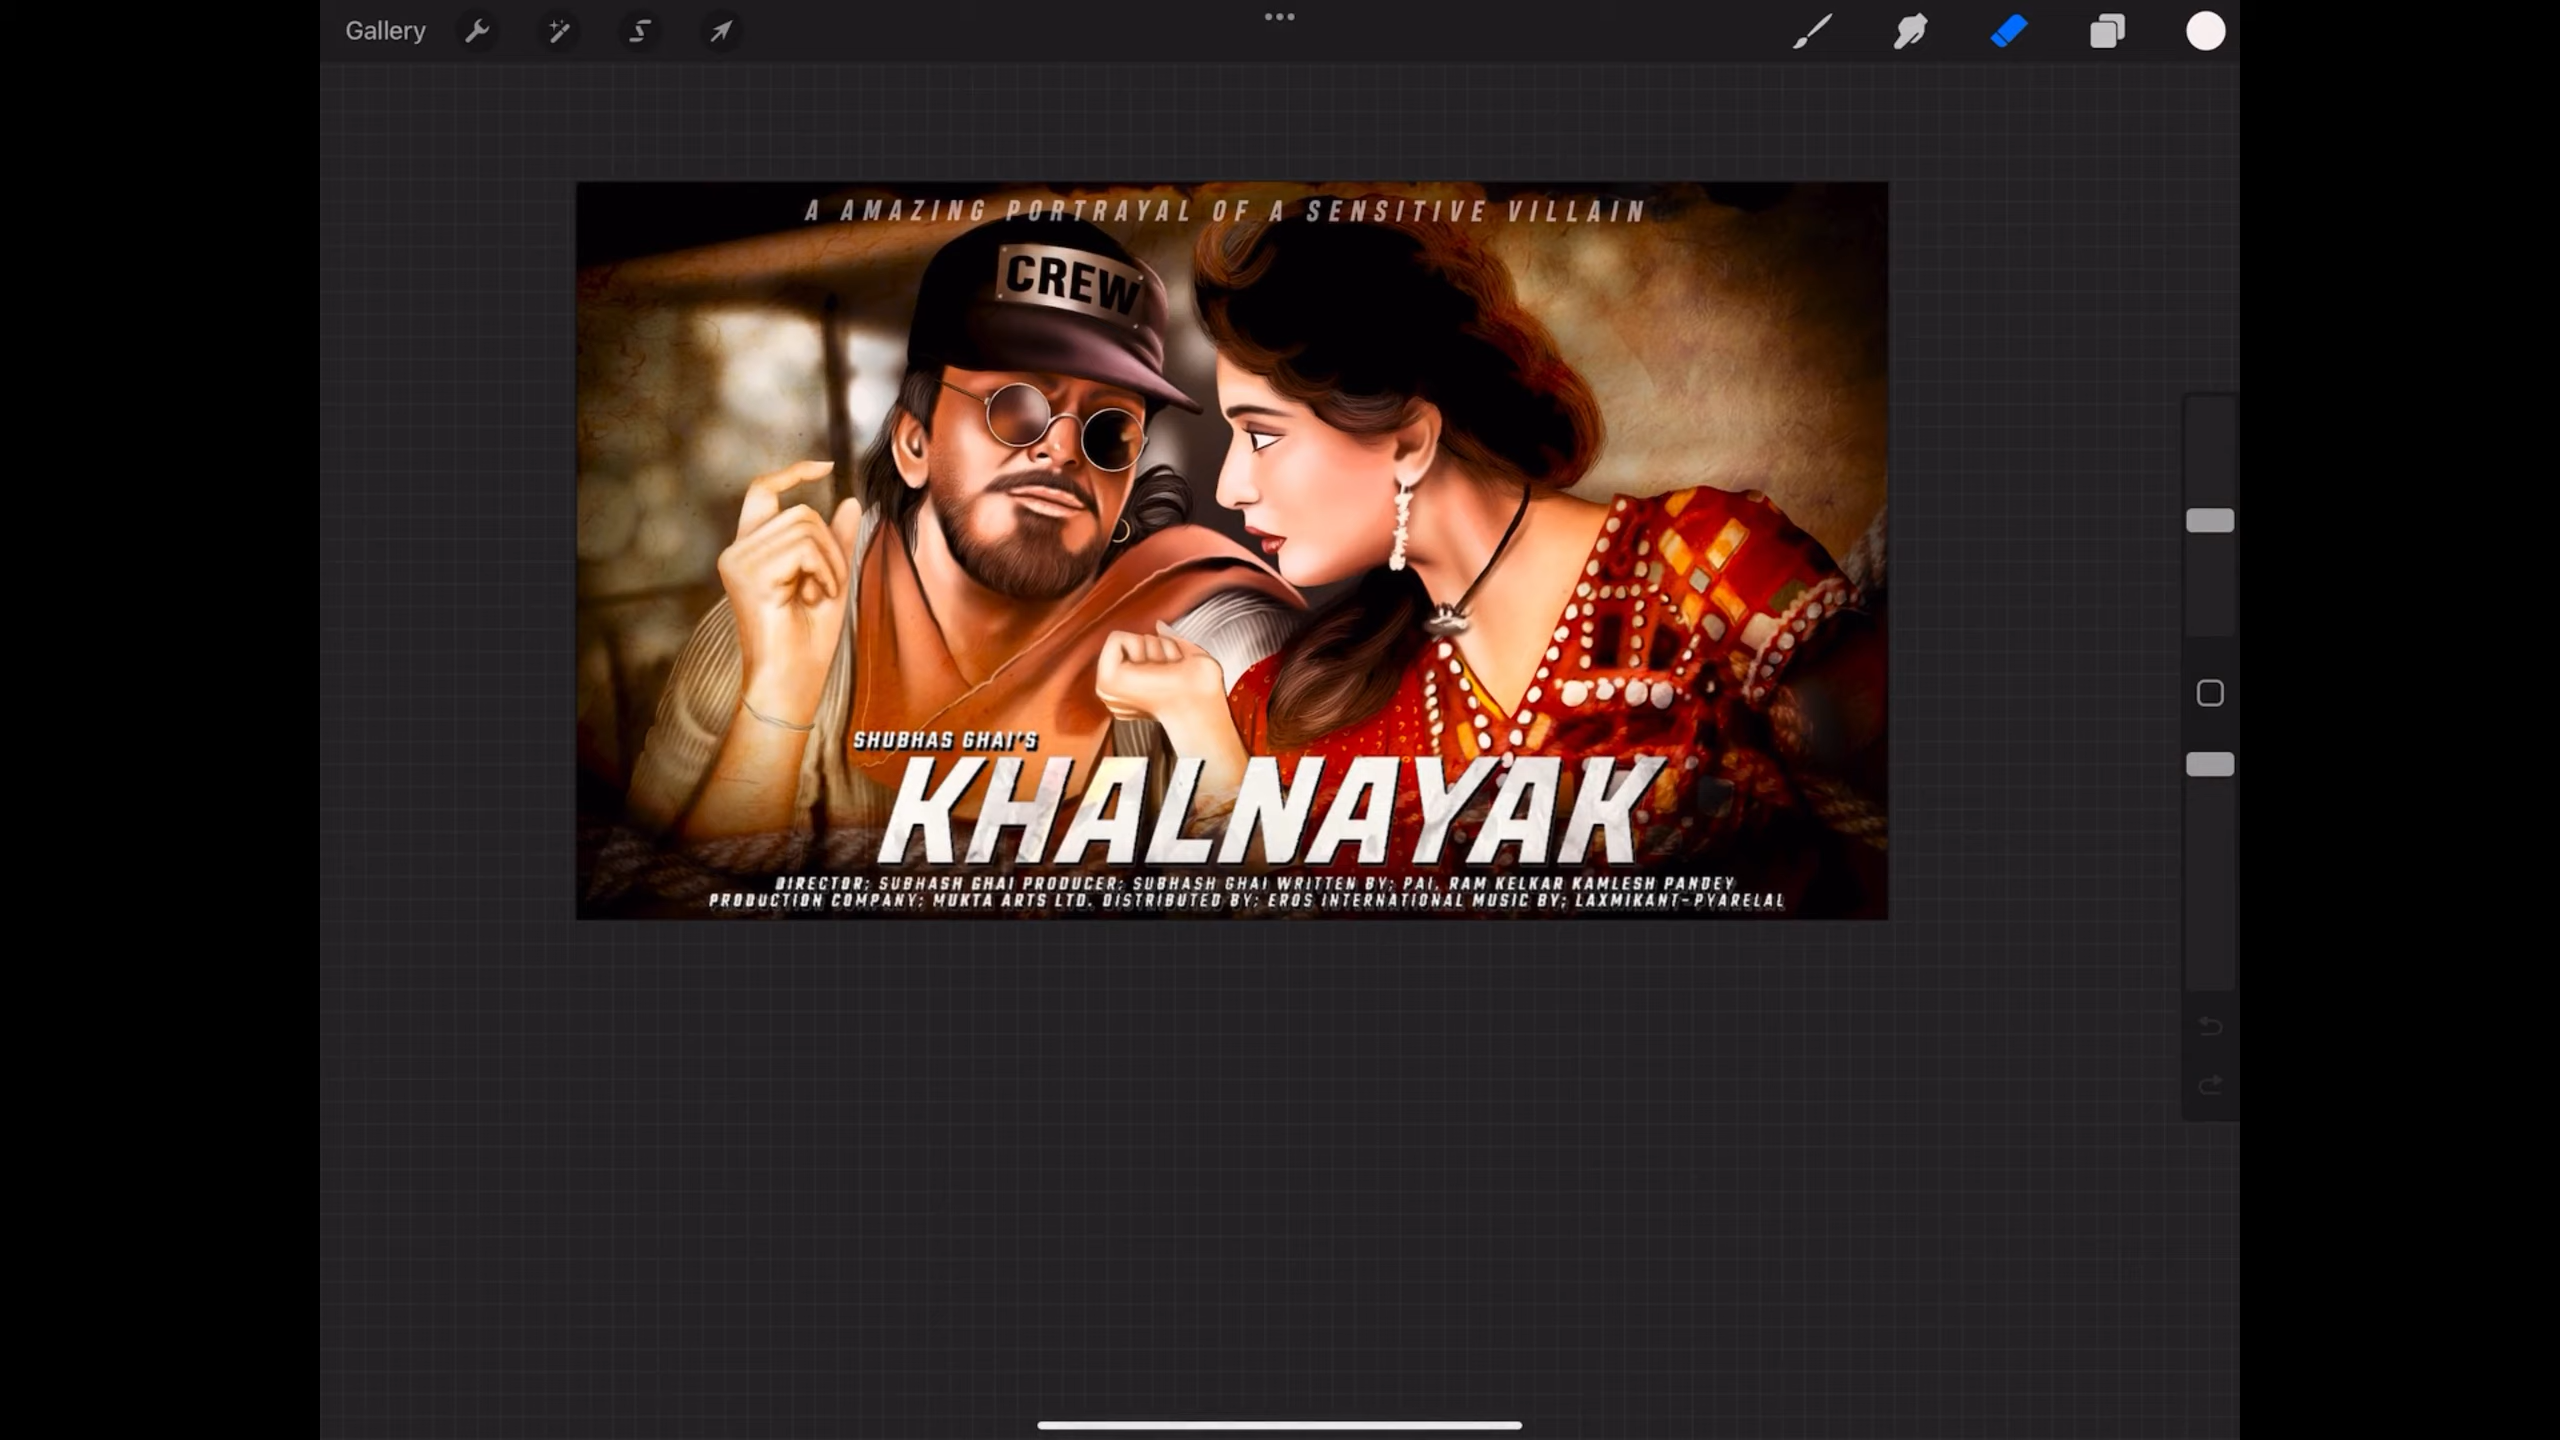 Gallery
A AMAZING PORTRAYAL OF A SENSITIVE VILLAIN
CREW
SHUBHAS GHAI'S
KHALNAYAK
DIRECTOR; SUBHASH GHAI PRODUCER; SUBHASH GHAI WRITTEN BY; PAI, RAM KELKAR KAMLESH PANDEY
PRODUCTION COMPANY; MUKTA ARTS LTD. DISTRIBUTED BY; EROS INTERNATIONAL MUSIC BY; LAXMIKANT-PYARELAL